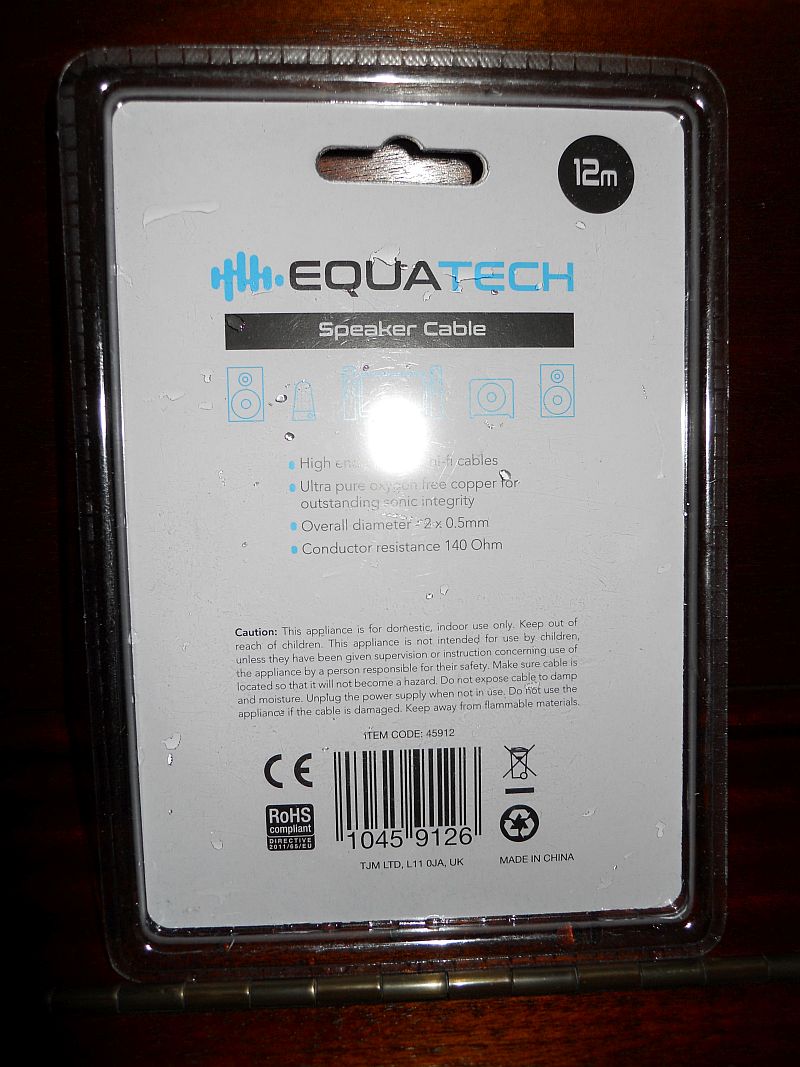 12m
EQUATECH
Speaker Cable
High end hi-fi cables
Ultra pure oxygen free copper for
outstanding sonic integrity
Overall diameter - 2 x 0.5mm
Conductor resistance 140 Ohm
Caution: This appliance is for domestic, indoor use only. Keep out of
reach of children. This appliance is not intended for use by children,
unless they have been given supervision or instruction concerning use of
the appliance by a person responsible for their safety. Make sure cable is
located so that it will not become a hazard. Do not expose cable to damp
and moisture. Unplug the power supply when not in use. Do not use the
appliance if the cable is damaged. Keep away from flammable materials.
ITEM CODE: 45912
CE
RoHS
compliant
DIRECTIVE
2011/65/EU
1045 9126
TJM LTD, L11 0JA, UK
MADE IN CHINA